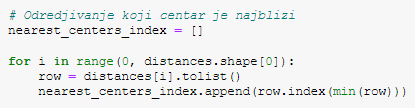 # Odredjivanje koji centar je najblizi
nearest_centers_index = []
for i in range(0, distances.shape[0]):
    row = distances[i].tolist()
    nearest_centers_index.append(row.index(min(row)))